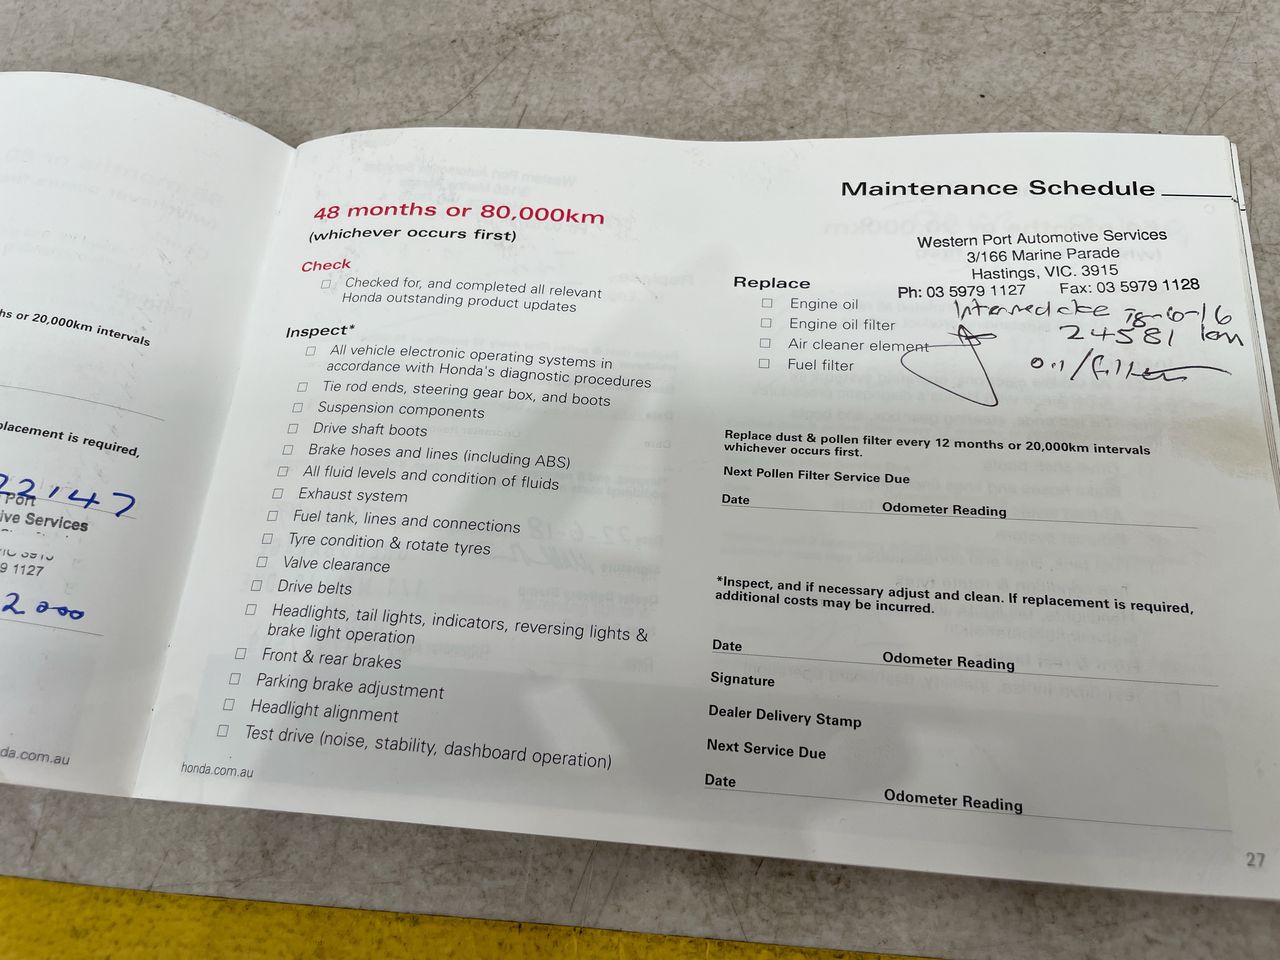 hs or 20,000km intervals
placement is required,
22147
Port
ive Services
9 1127
2000
da.com.au
48 months or 80,000km
(whichever occurs first)
Check
Checked for, and completed all relevant
Honda outstanding product updates
Inspect*
All vehicle electronic operating systems in
accordance with Honda's diagnostic procedures
Tie rod ends, steering gear box, and boots
Suspension components
Drive shaft boots
Brake hoses and lines (including ABS)
All fluid levels and condition of fluids
Exhaust system
Fuel tank, lines and connections
Tyre condition & rotate tyres
Valve clearance
Drive belts
Headlights, tail lights, indicators, reversing lights &
brake light operation
Front & rear brakes
Parking brake adjustment
Headlight alignment
Test drive (noise, stability, dashboard operation)
honda.com.au
Maintenance Schedule
Western Port Automotive Services
3/166 Marine Parade
Hastings, VIC. 3915
Ph: 03 5979 1127 Fax: 03 5979 1128
24581 km
oil/filter
Replace
Engine oil
Engine oil filter
Air cleaner element
Fuel filter
Replace dust & pollen filter every 12 months or 20,000km intervals
whichever occurs first.
Next Pollen Filter Service Due
Date Odometer Reading
*Inspect, and if necessary adjust and clean. If replacement is required,
additional costs may be incurred.
Date Odometer Reading
Signature
Dealer Delivery Stamp
Next Service Due
Date Odometer Reading
27